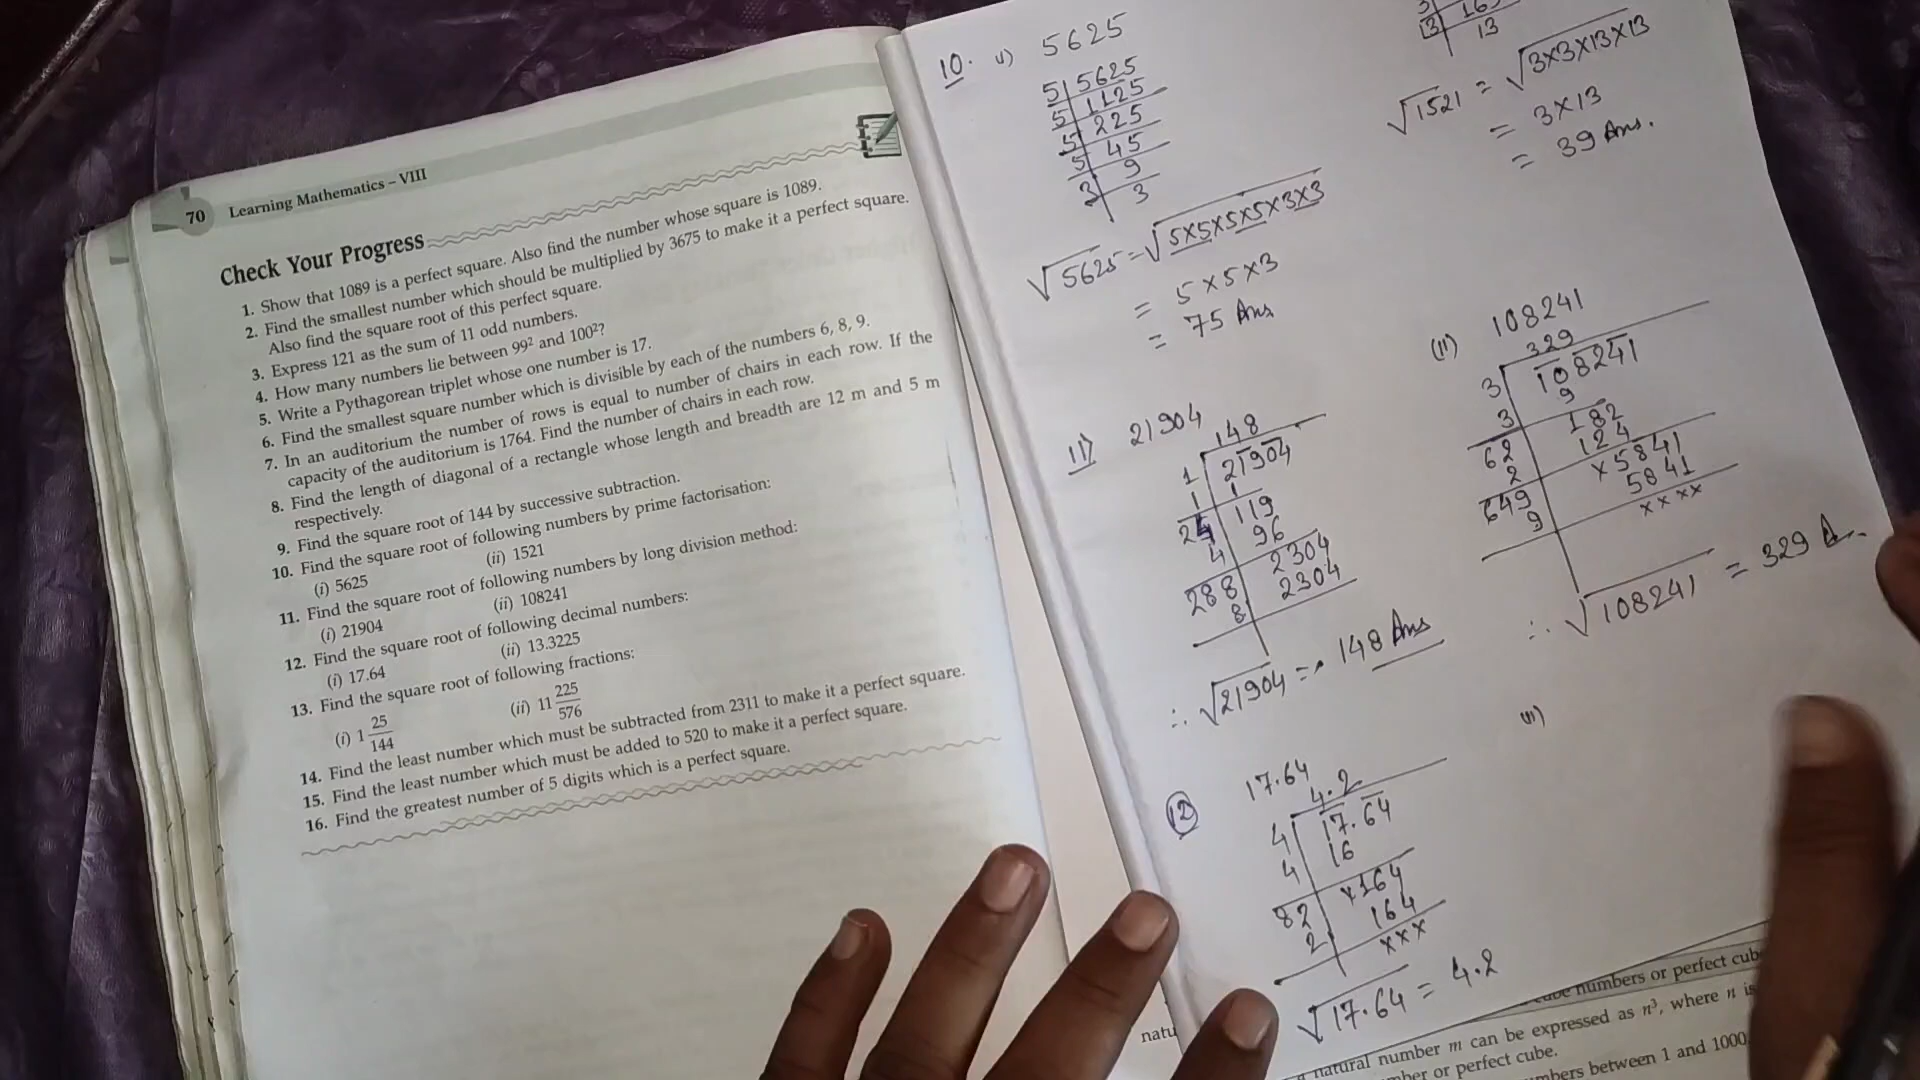 70 Learning Mathematics – VIII
Check Your Progress
1. Show that 1089 is a perfect square. Also find the number whose square is 1089.
2. Find the smallest number which should be multiplied by 3675 to make it a perfect square.
Also find the square root of this perfect square.
3. Express 121 as the sum of 11 odd numbers.
4. How many numbers lie between 99² and 100²?
5. Write a Pythagorean triplet whose one number is 17.
6. Find the smallest square number which is divisible by each of the numbers 6, 8, 9.
7. In an auditorium the number of rows is equal to number of chairs in each row. If the
capacity of the auditorium is 1764. Find the number of chairs in each row.
8. Find the length of diagonal of a rectangle whose length and breadth are 12 m and 5 m
respectively.
9. Find the square root of 144 by successive subtraction.
10. Find the square root of following numbers by prime factorisation:
(i) 5625 (ii) 1521
11. Find the square root of following numbers by long division method:
(i) 21904 (ii) 108241
12. Find the square root of following decimal numbers:
(i) 17.64 (ii) 13.3225
13. Find the square root of following fractions:
(i) 1 25/144 (ii) 11 225/576
14. Find the least number which must be subtracted from 2311 to make it a perfect square.
15. Find the least number which must be added to 520 to make it a perfect square.
16. Find the greatest number of 5 digits which is a perfect square.
10. i) 5625
5 5625
5 1125
5 225
5 45
3 9
3
√5625 = √5×5×5×5×3×3
= 5×5×3
= 75 Ans
3 13
√1521 = √3×3×13×13
= 3×13
= 39 Ans.
11) 21904
148
1 21904
1 1
24 119
4 96
288 2304
8 2304
∴ √21904 = 148 Ans
(ii) 108241
329
3 108241
3 9
62 182
2 124
649 ×5841
9 5841
××××
∴ √108241 = 329 A
(12) 17.64
4.2
4 17.64
4 16
82 ×164
2 164
×××
√17.64 = 4.2
(ii)
natu
cube numbers or perfect cub
natural number m can be expressed as n³, where n is
ber or perfect cube.
mbers between 1 and 1000